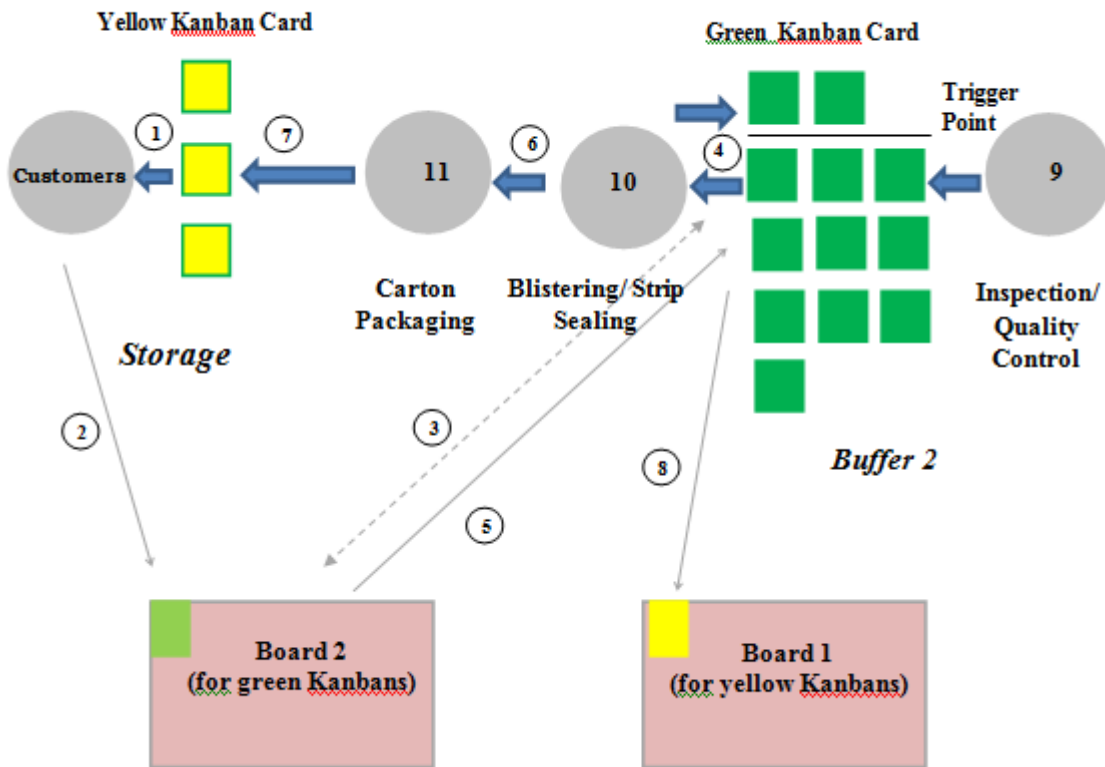 Yellow Kanban Card
Green Kanban Card
Trigger
Point
1
7
6
4
Customers
11
10
9
Carton
Packaging
Blistering/ Strip
Sealing
Inspection/
Quality
Control
Storage
2
3
8
5
Buffer 2
Board 2
(for green Kanbans)
Board 1
(for yellow Kanbans)